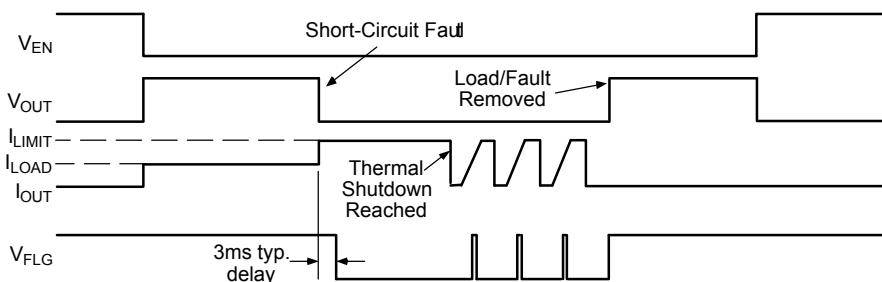 Short-Circuit Fault
VEN
Load/Fault
Removed
VOUT
ILIMIT
ILOAD
Thermal
Shutdown
Reached
IOUT
VFLG
3ms typ.
delay